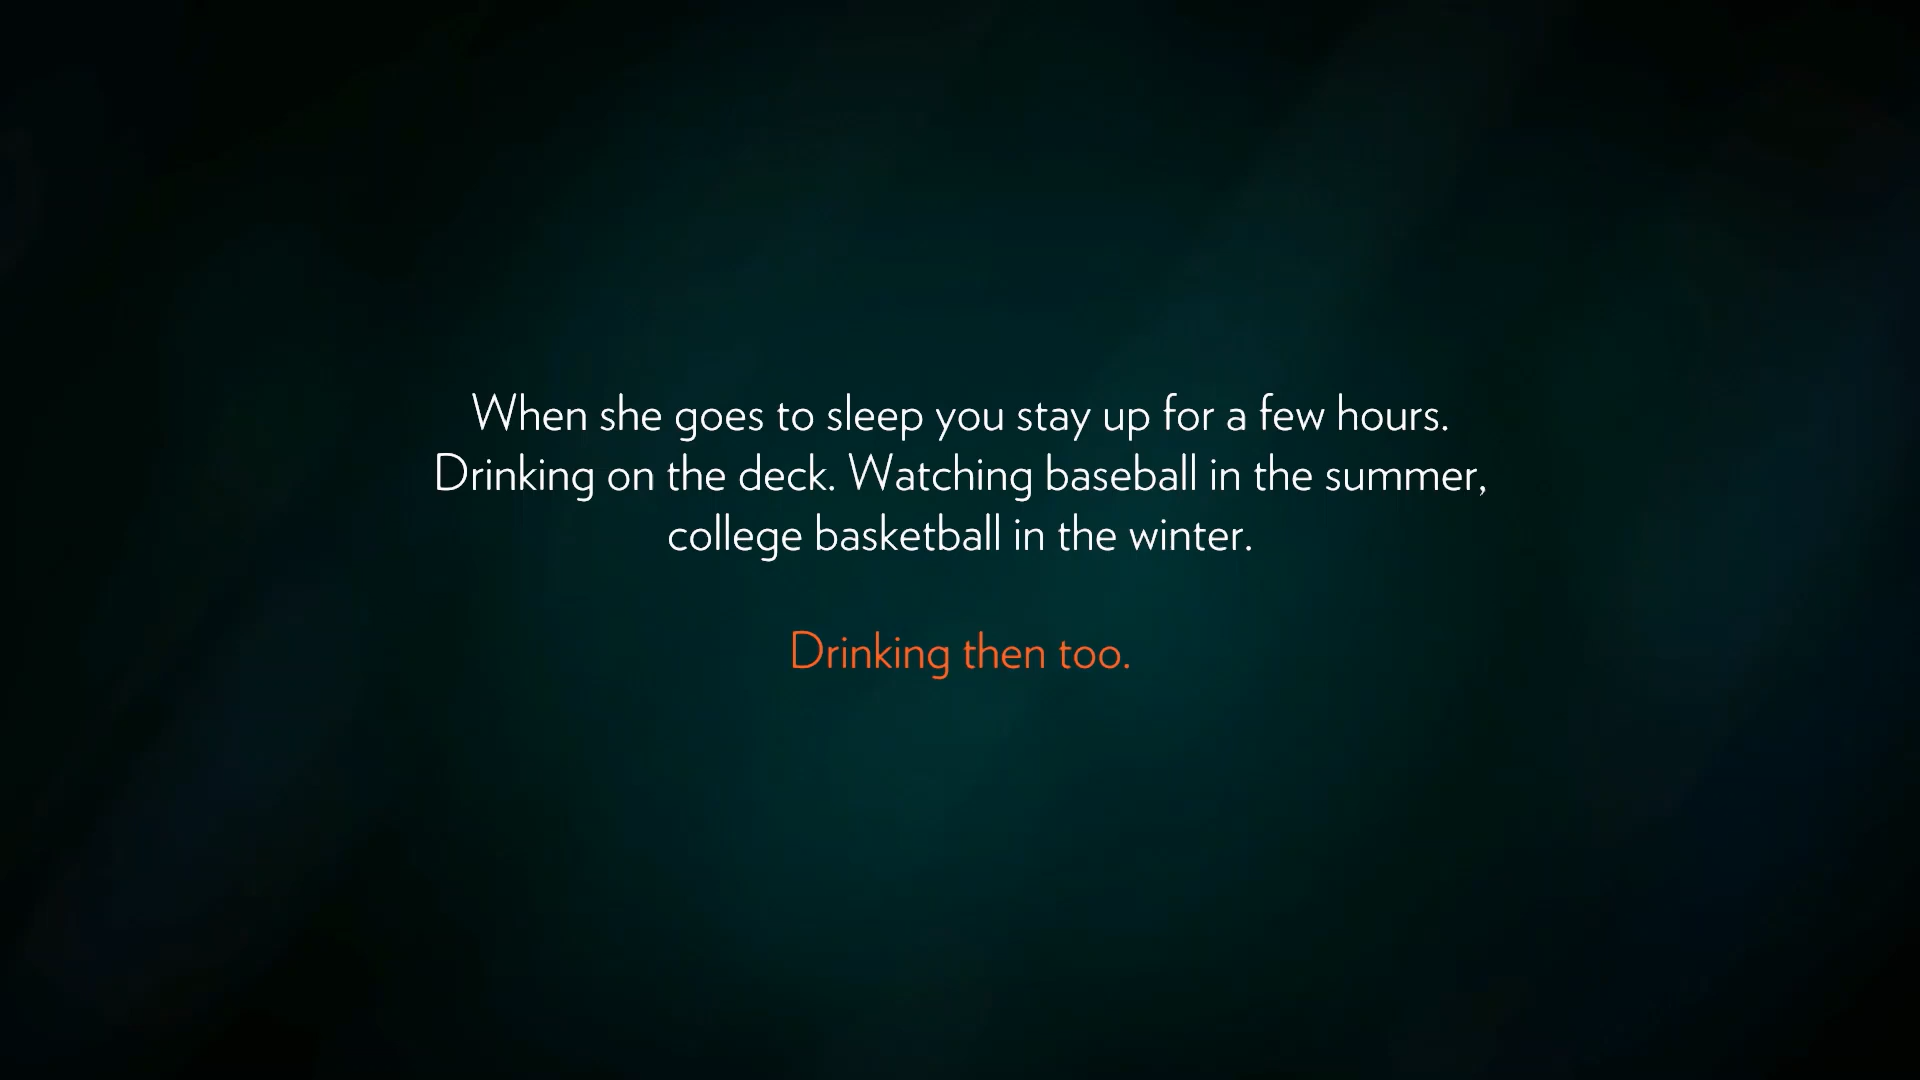 When she goes to sleep you stay up for a few hours.
Drinking on the deck. Watching baseball in the summer,
college basketball in the winter.
Drinking then too.